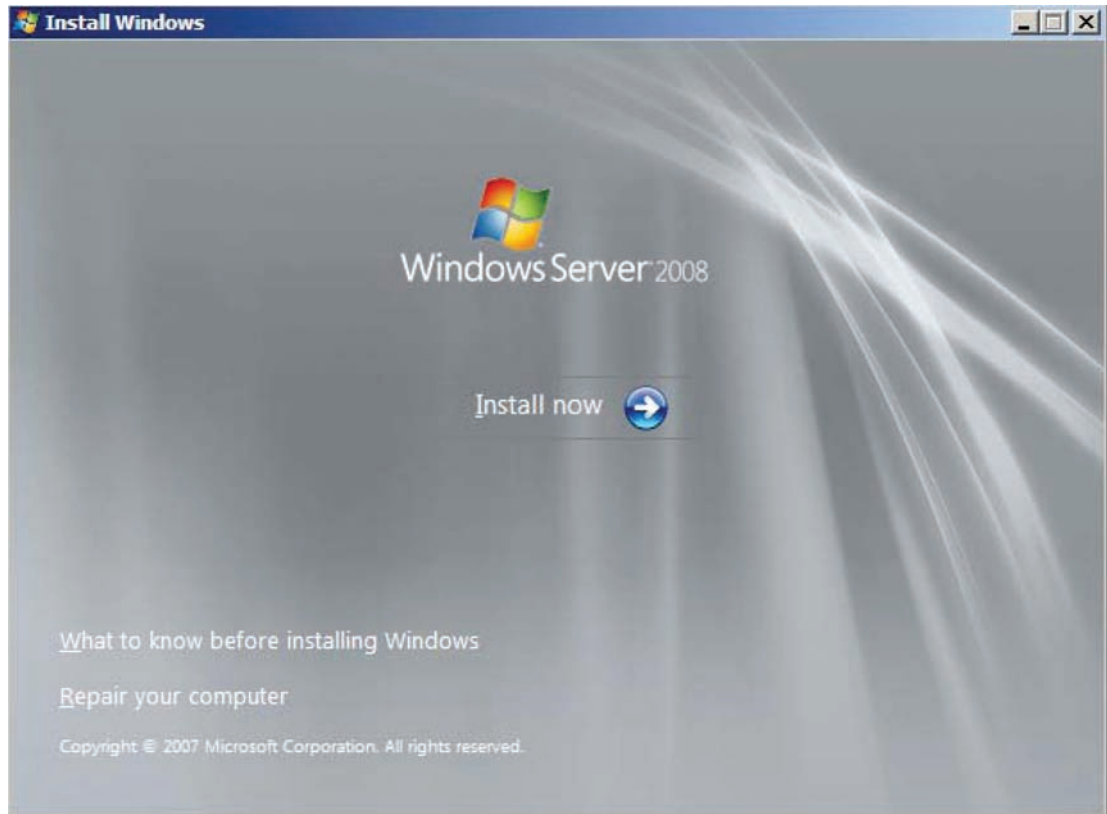 Install Windows
Windows Server 2008
Install now
What to know before installing Windows
Repair your computer
Copyright © 2007 Microsoft Corporation. All rights reserved.